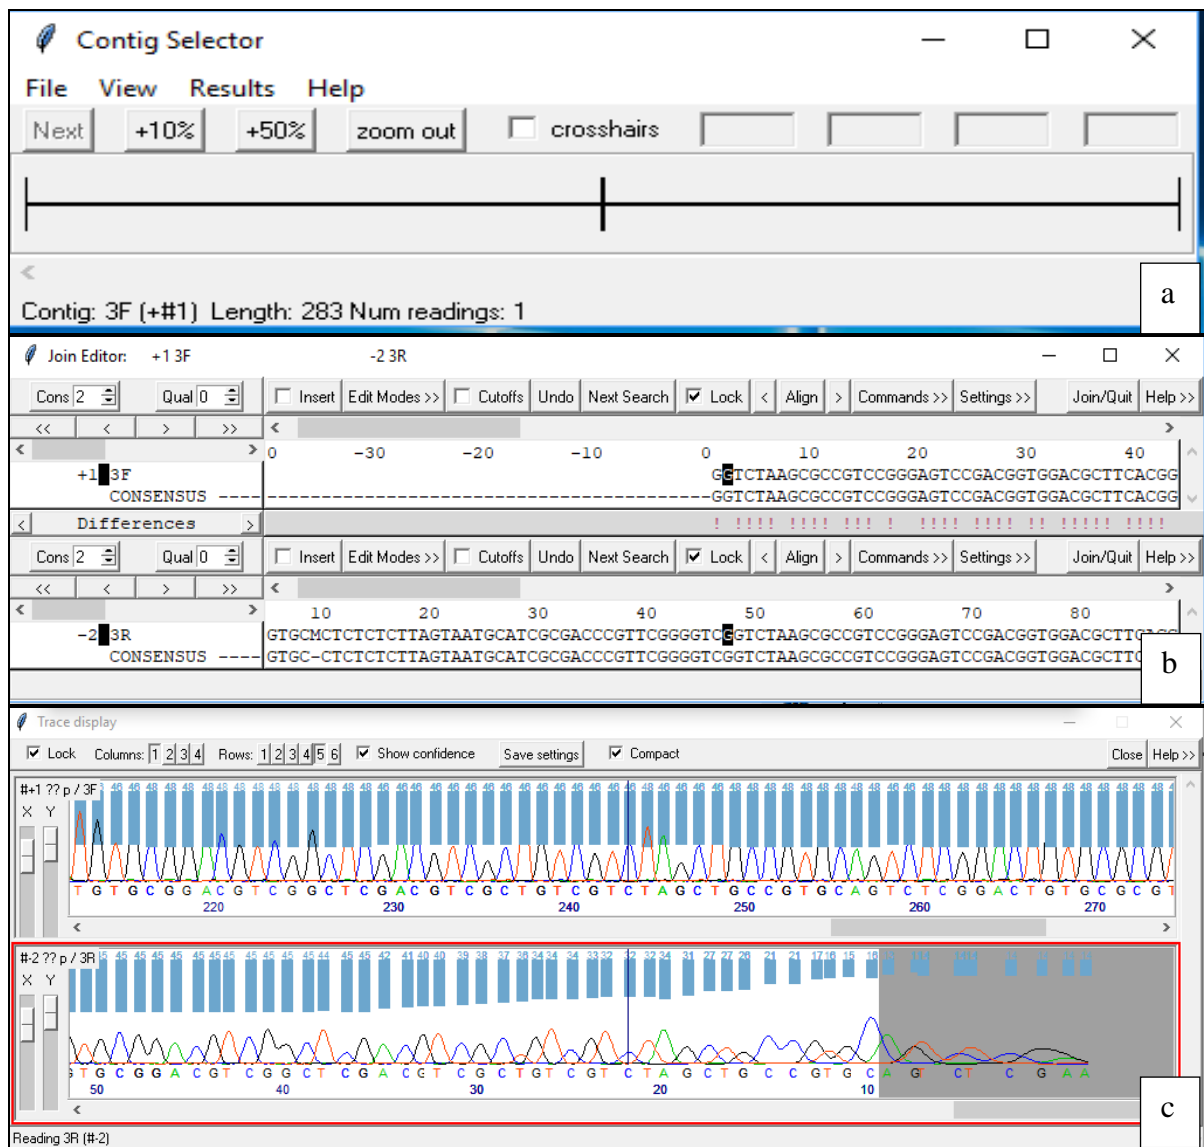 Contig Selector
File View Results Help
Next +10% +50% zoom out crosshairs
Contig: 3F (+#1) Length: 283 Num readings: 1
a
Join Editor: +1 3F -2 3R
Cons 2 Qual 0 Insert Edit Modes >> Cutoffs Undo Next Search Lock < Align > Commands >> Settings >> Join/Quit Help >>
<< < > >>
0 -30 -20 -10 0 10 20 30 40
+1 3F GGTCTAAGCGCCGTCCGGGAGTCCGACGGTGGACGCTTCACGG
CONSENSUS ---- -----------------------------------------GGTCTAAGCGCCGTCCGGGAGTCCGACGGTGGACGCTTCACGG
< Differences > ! !!!! !!!! !!! ! !!!! !!!! !! !!!!! !!!!
Cons 2 Qual 0 Insert Edit Modes >> Cutoffs Undo Next Search Lock < Align > Commands >> Settings >> Join/Quit Help >>
<< < > >>
10 20 30 40 50 60 70 80
-2 3R GTGCMCTCTCTCTTAGTAATGCATCGCGACCCGTTCGGGGTCGGTCTAAGCGCCGTCCGGGAGTCCGACGGTGGACGCTTC
CONSENSUS ---- GTGC-CTCTCTCTTAGTAATGCATCGCGACCCGTTCGGGGTCGGTCTAAGCGCCGTCCGGGAGTCCGACGGTGGACGCTTC
b
Trace display
Lock Columns: 1 2 3 4 Rows: 1 2 3 4 5 6 Show confidence Save settings Compact Close Help >>
#+1 ?? p / 3F
X Y
T G T G C G G A C G T C G G C T C G A C G T C G C T G T C G T C T A G C T G C C G T G C A G T C T C G G A C T G T G C G C G T
220 230 240 250 260 270
#-2 ?? p / 3R
X Y
G T G C G G A C G T C G G C T C G A C G T C G C T G T C G T C T A G C T G C C G T G C A G T C T C G A A
50 40 30 20 10
c
Reading 3R (#-2)